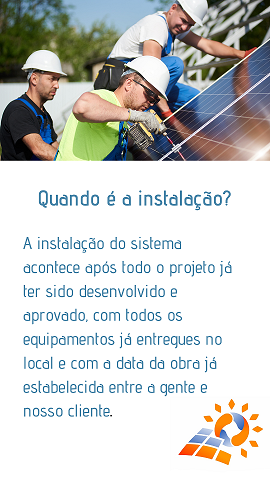 Quando é a instalação?
A instalação do sistema
acontece após todo o projeto já
ter sido desenvolvido e
aprovado, com todos os
equipamentos já entregues no
local e com a data da obra já
estabelecida entre a gente e
nosso cliente.